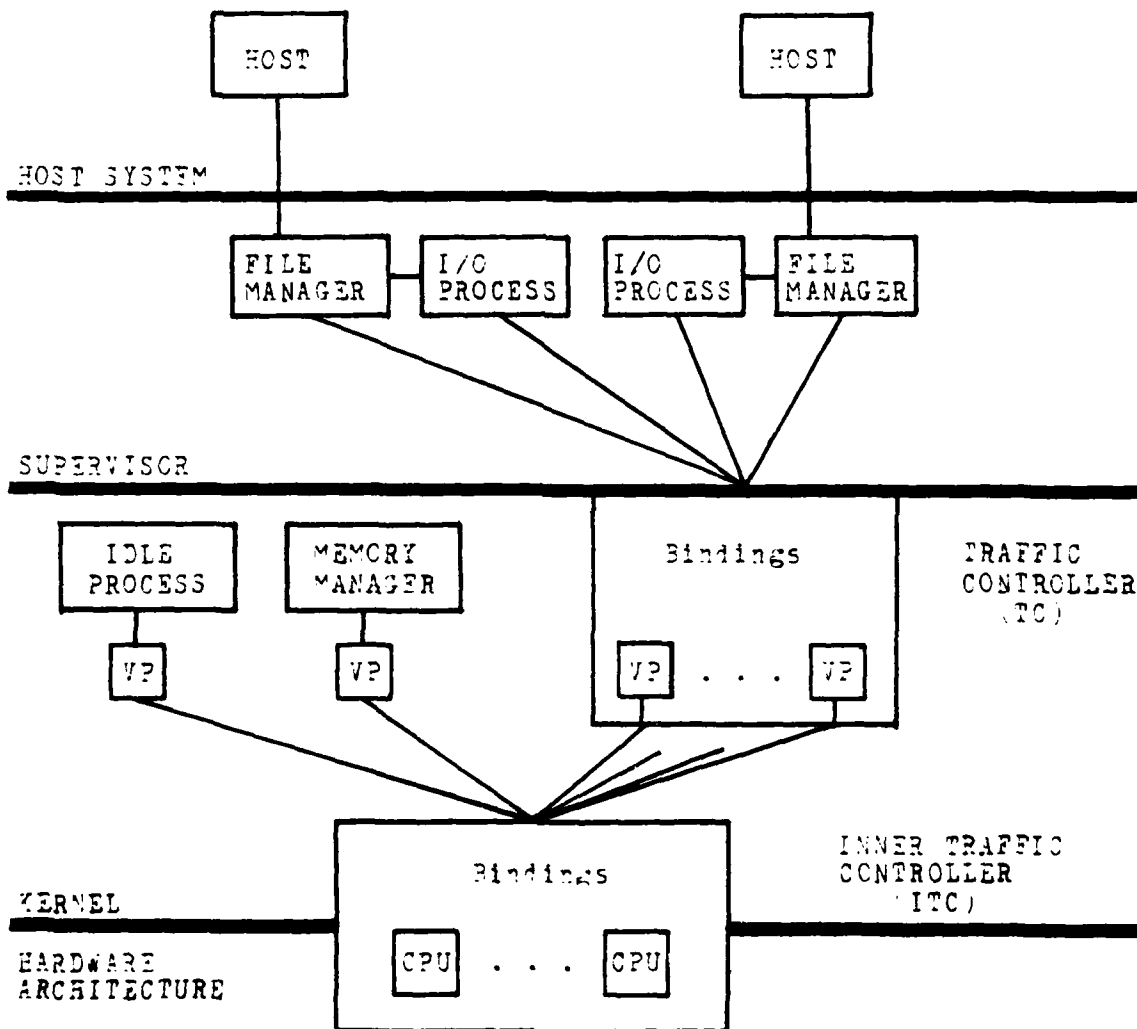 HOST
HOST
HOST SYSTEM
FILE
MANAGER
I/O
PROCESS
I/O
PROCESS
FILE
MANAGER
SUPERVISOR
IDLE
PROCESS
MEMORY
MANAGER
Bindings
TRAFFIC
CONTROLLER
(TC)
VP
VP
VP . . . VP
Bindings
INNER TRAFFIC
CONTROLLER
(ITC)
KERNEL
CPU . . . CPU
HARDWARE
ARCHITECTURE